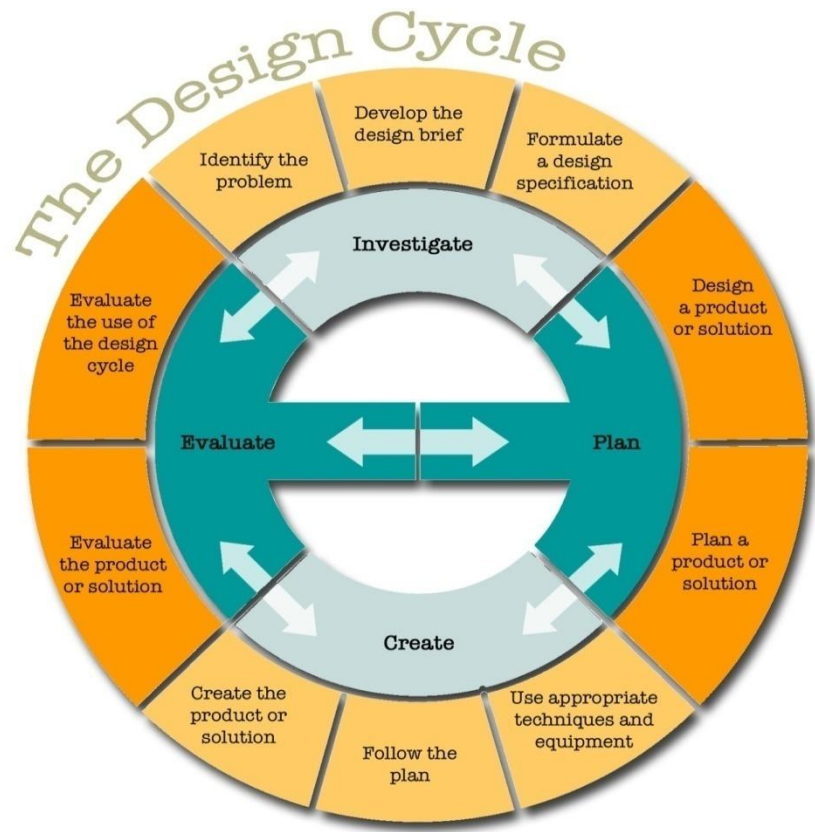 The Design Cycle
Identify the
problem
Develop the
design brief
Formulate
a design
specification
Design
a product
or solution
Plan a
product or
solution
Use appropriate
techniques and
equipment
Follow the
plan
Create the
product or
solution
Evaluate
the product
or solution
Evaluate
the use of
the design
cycle
Investigate
Plan
Create
Evaluate